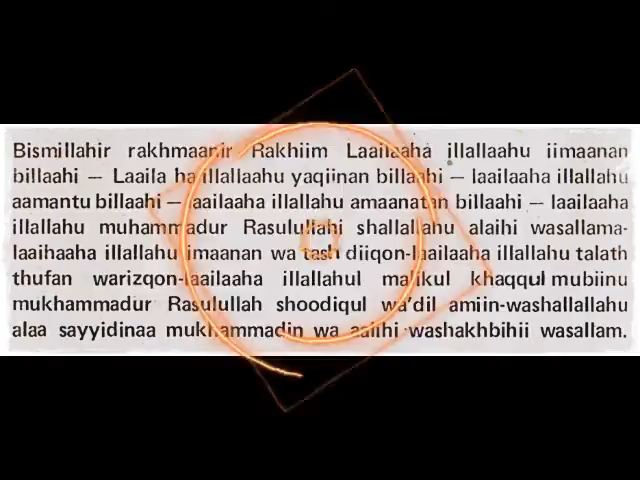 Bismillahir rakhmaanir Rakhiim Laailaaha illallaahu iimaanan
billaahi — Laaila ha illallaahu yaqiinan billaahi — laailaaha illallahu
aamantu billaahi — laailaaha illallahu amaanatan billaahi — laailaaha
illallahu muhammadur Rasulullahi shallallahu alaihi wasallama-
laaihaaha illallahu iimaanan wa tash diiqon-laailaaha illallahu talath
thufan warizqon-laailaaha illallahul malikul khaqqul mubiinu
mukhammadur Rasulullah shoodiqul wa'dil amiin-washallallahu
alaa sayyidinaa mukhammadin wa aalihi washakhbihii wasallam.